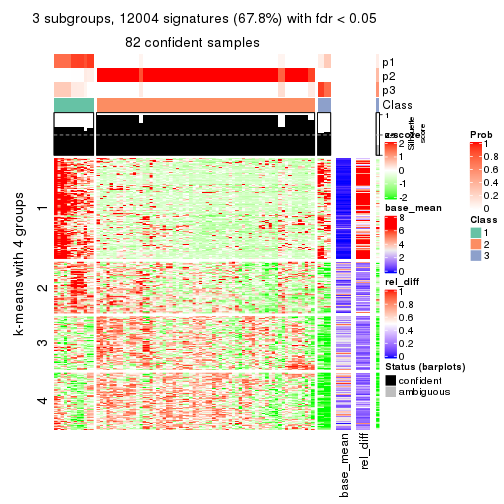 3 subgroups, 12004 signatures (67.8%) with fdr < 0.05
82 confident samples
p1
p2
p3
Class
1
Silhouette
score
k-means with 4 groups
1
2
3
4
base_mean
rel_diff
z-score
2
1
0
-1
-2
base_mean
8
6
4
2
0
rel_diff
1
0.8
0.6
0.4
0.2
0
Status (barplots)
confident
ambiguous
Prob
1
0.8
0.6
0.4
0.2
0
Class
1
2
3